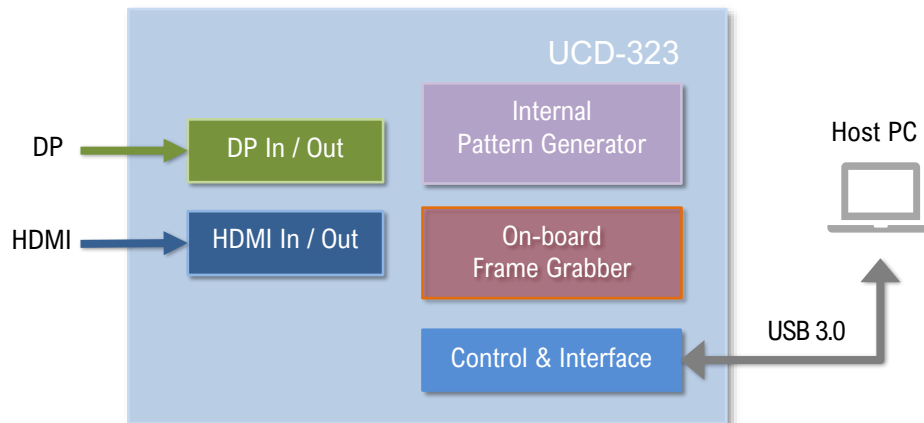 UCD-323
Internal
Pattern Generator
DP
DP In / Out
Host PC
HDMI
HDMI In / Out
On-board
Frame Grabber
USB 3.0
Control & Interface